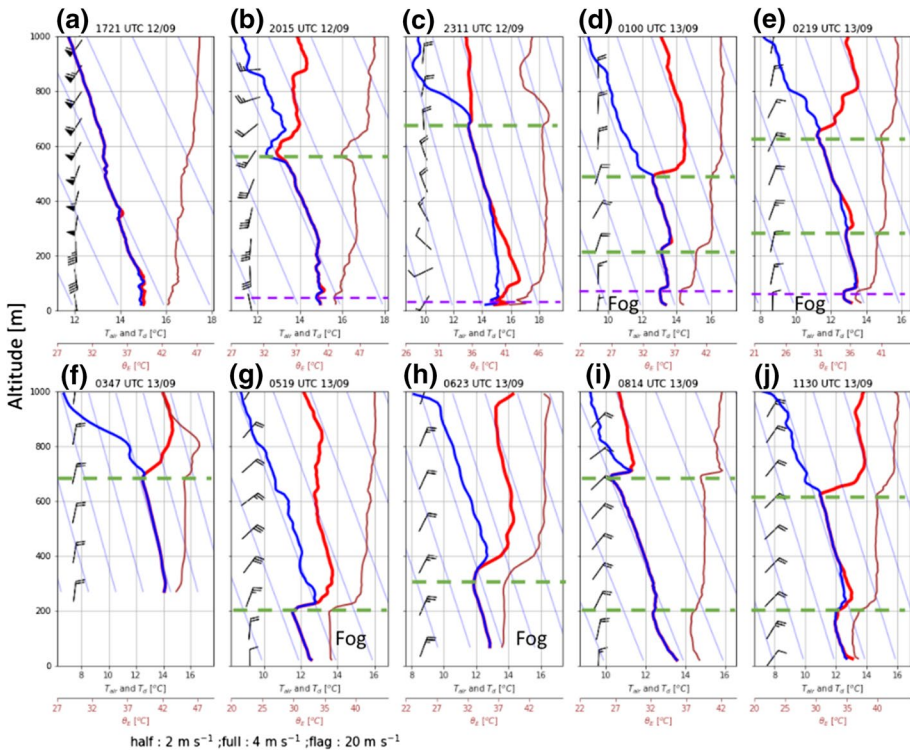 (a) (b) (c) (d) (e)
1721 UTC 12/09 2015 UTC 12/09 2311 UTC 12/09 0100 UTC 13/09 0219 UTC 13/09
1000
800
600
400
200
0
Fog Fog
12 14 16 18 12 14 16 18 10 12 14 16 18 10 12 14 16 8 10 12 14 16
T_air and T_d [°C] T_air and T_d [°C] T_air and T_d [°C] T_air and T_d [°C] T_air and T_d [°C]
27 32 37 42 47 27 32 37 42 47 31 36 41 46 22 27 32 37 42 21 26 31 36 41
θ_E [°C] θ_E [°C] θ_E [°C] θ_E [°C] θ_E [°C]
Altitude [m]
(f) (g) (h) (i) (j)
0347 UTC 13/09 0519 UTC 13/09 0623 UTC 13/09 0814 UTC 13/09 1130 UTC 13/09
1000
800
600
400
200
0
Fog Fog
8 10 12 14 16 10 12 14 16 8 10 12 14 16 8 10 12 14 16 8 10 12 14 16
T_air and T_d [°C] T_air and T_d [°C] T_air and T_d [°C] T_air and T_d [°C] T_air and T_d [°C]
27 32 37 42 47 20 25 30 35 40 22 27 32 37 42 22 27 32 37 42 20 25 30 35 40
θ_E [°C] θ_E [°C] θ_E [°C] θ_E [°C] θ_E [°C]
half : 2 m s⁻¹ ;full : 4 m s⁻¹ ;flag : 20 m s⁻¹